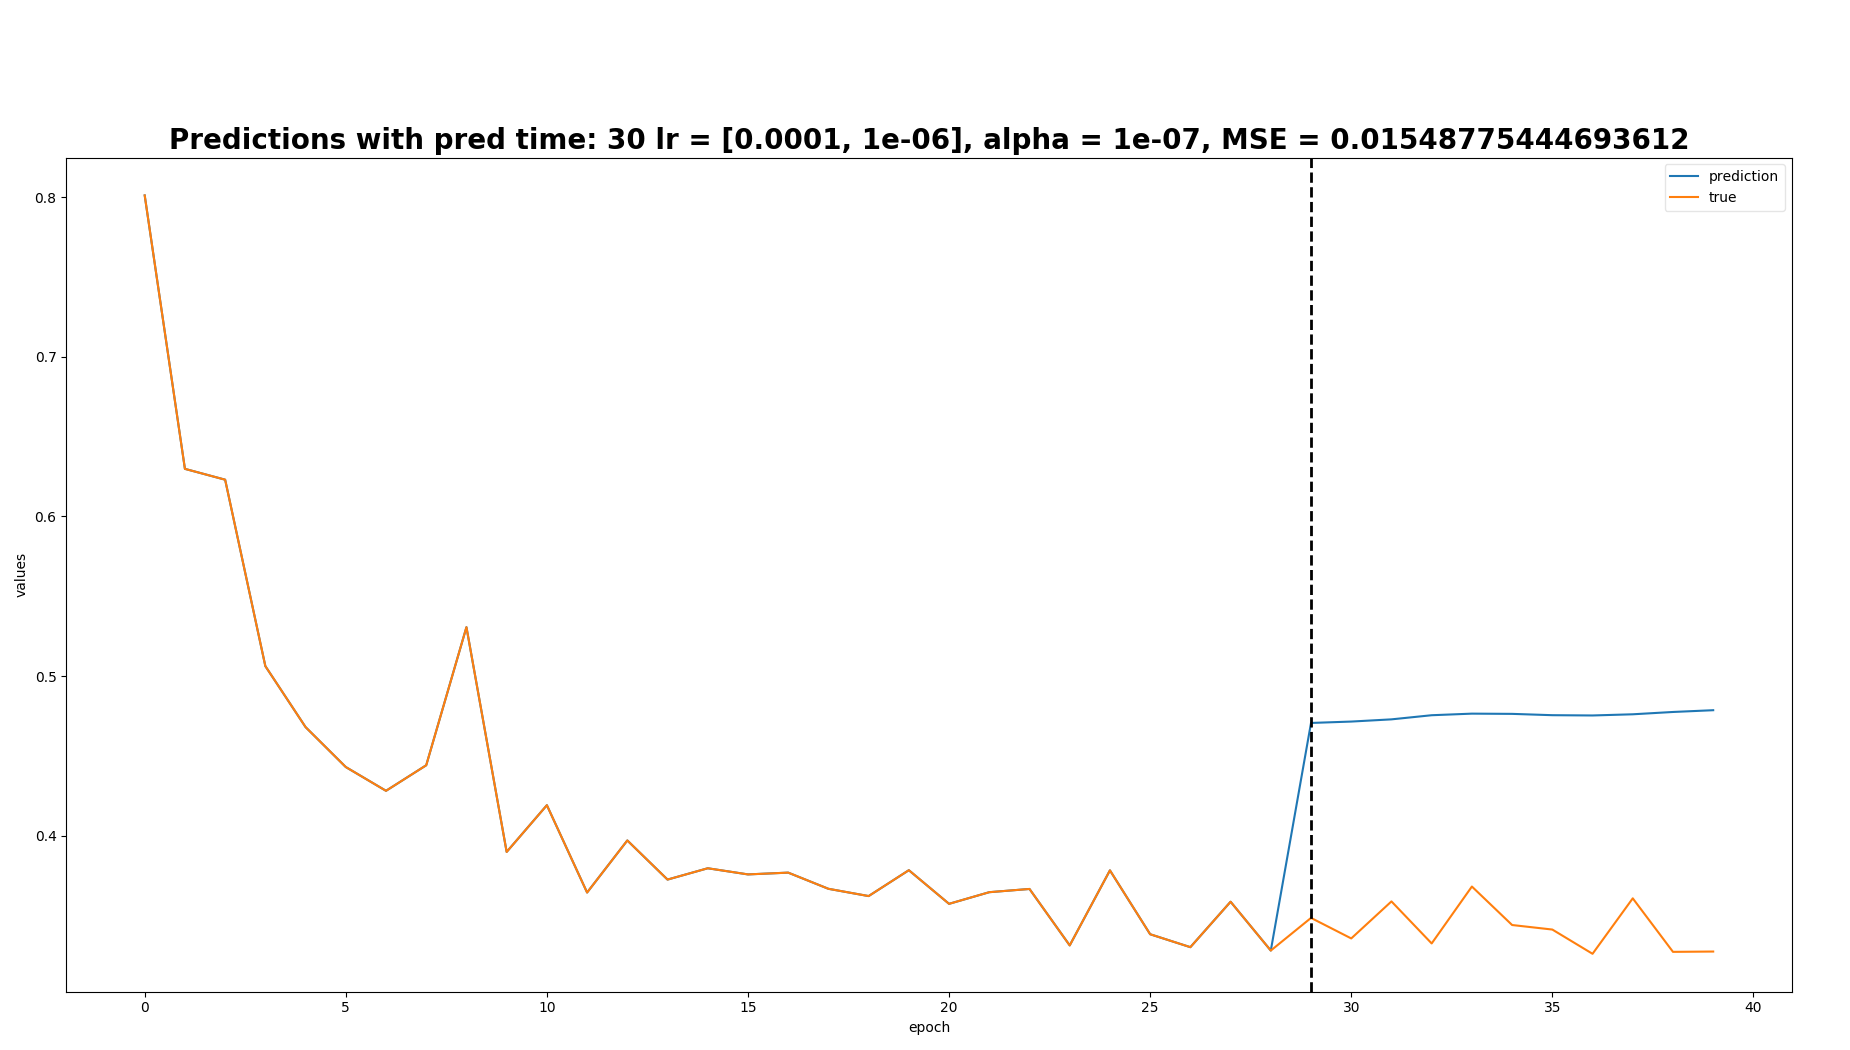 Predictions with pred time: 30 lr = [0.0001, 1e-06], alpha = 1e-07, MSE = 0.01548775444693612
prediction
true
0.8
0.7
0.6
0.5
0.4
values
0 5 10 15 20 25 30 35 40
epoch